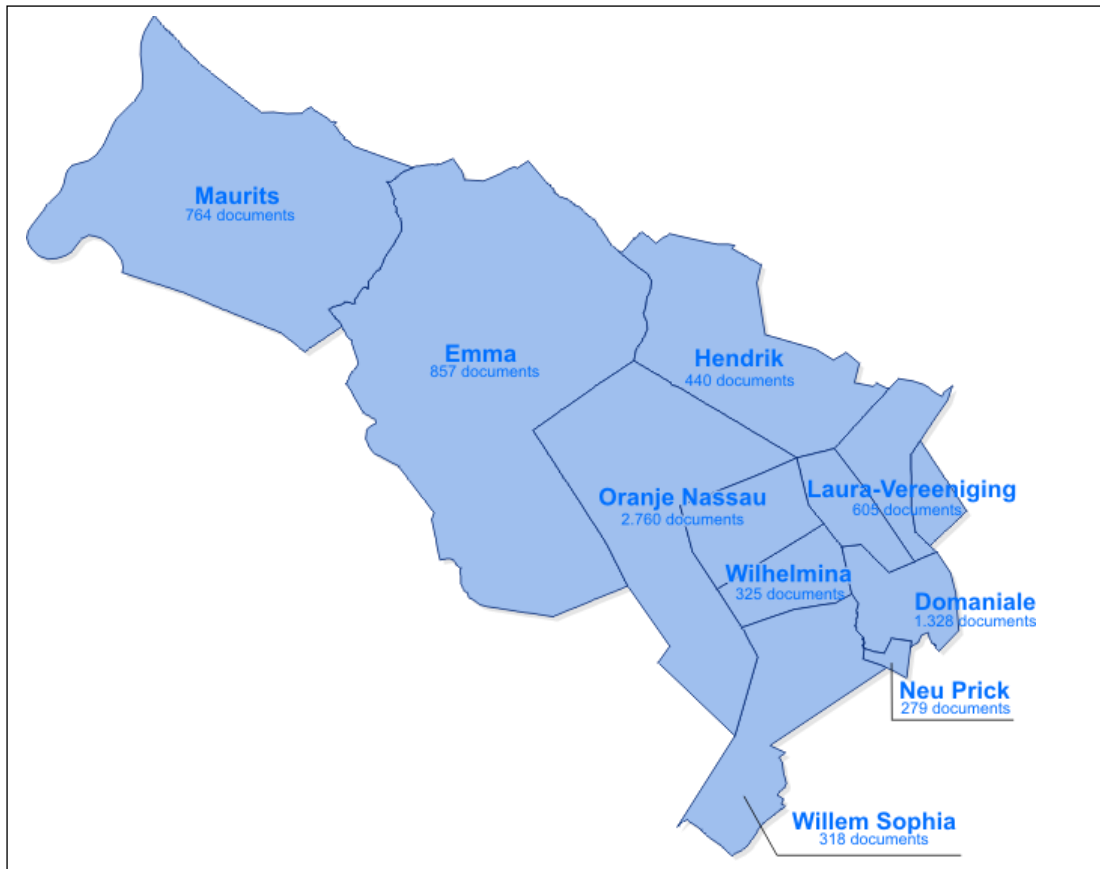 Maurits
764 documents
Emma
857 documents
Hendrik
440 documents
Oranje Nassau
2.760 documents
Laura-Vereeniging
605 documents
Wilhelmina
325 documents
Domaniale
1.328 documents
Neu Prick
279 documents
Willem Sophia
318 documents